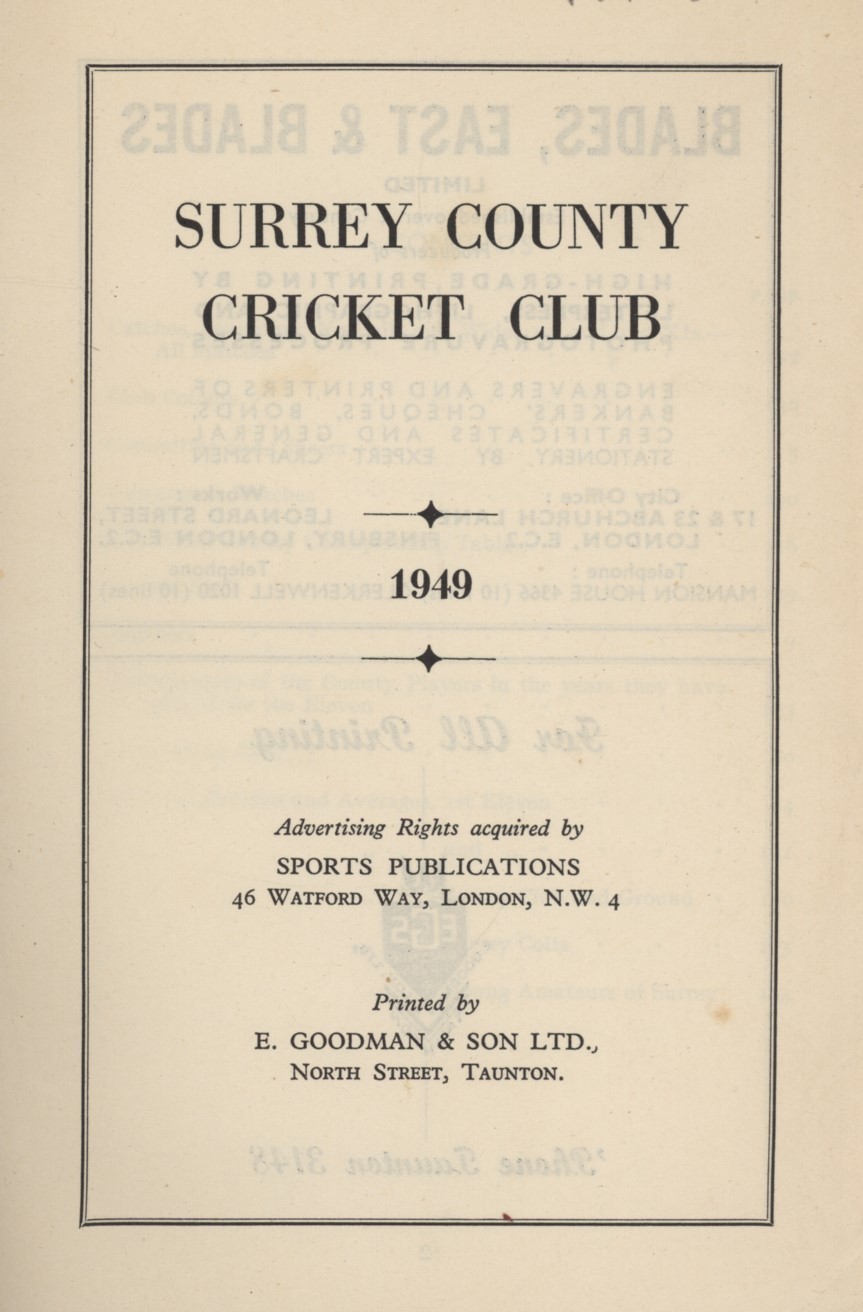 SURREY COUNTY
CRICKET CLUB
1949
Advertising Rights acquired by
SPORTS PUBLICATIONS
46 WATFORD WAY, LONDON, N.W. 4
Printed by
E. GOODMAN & SON LTD.,
NORTH STREET, TAUNTON.